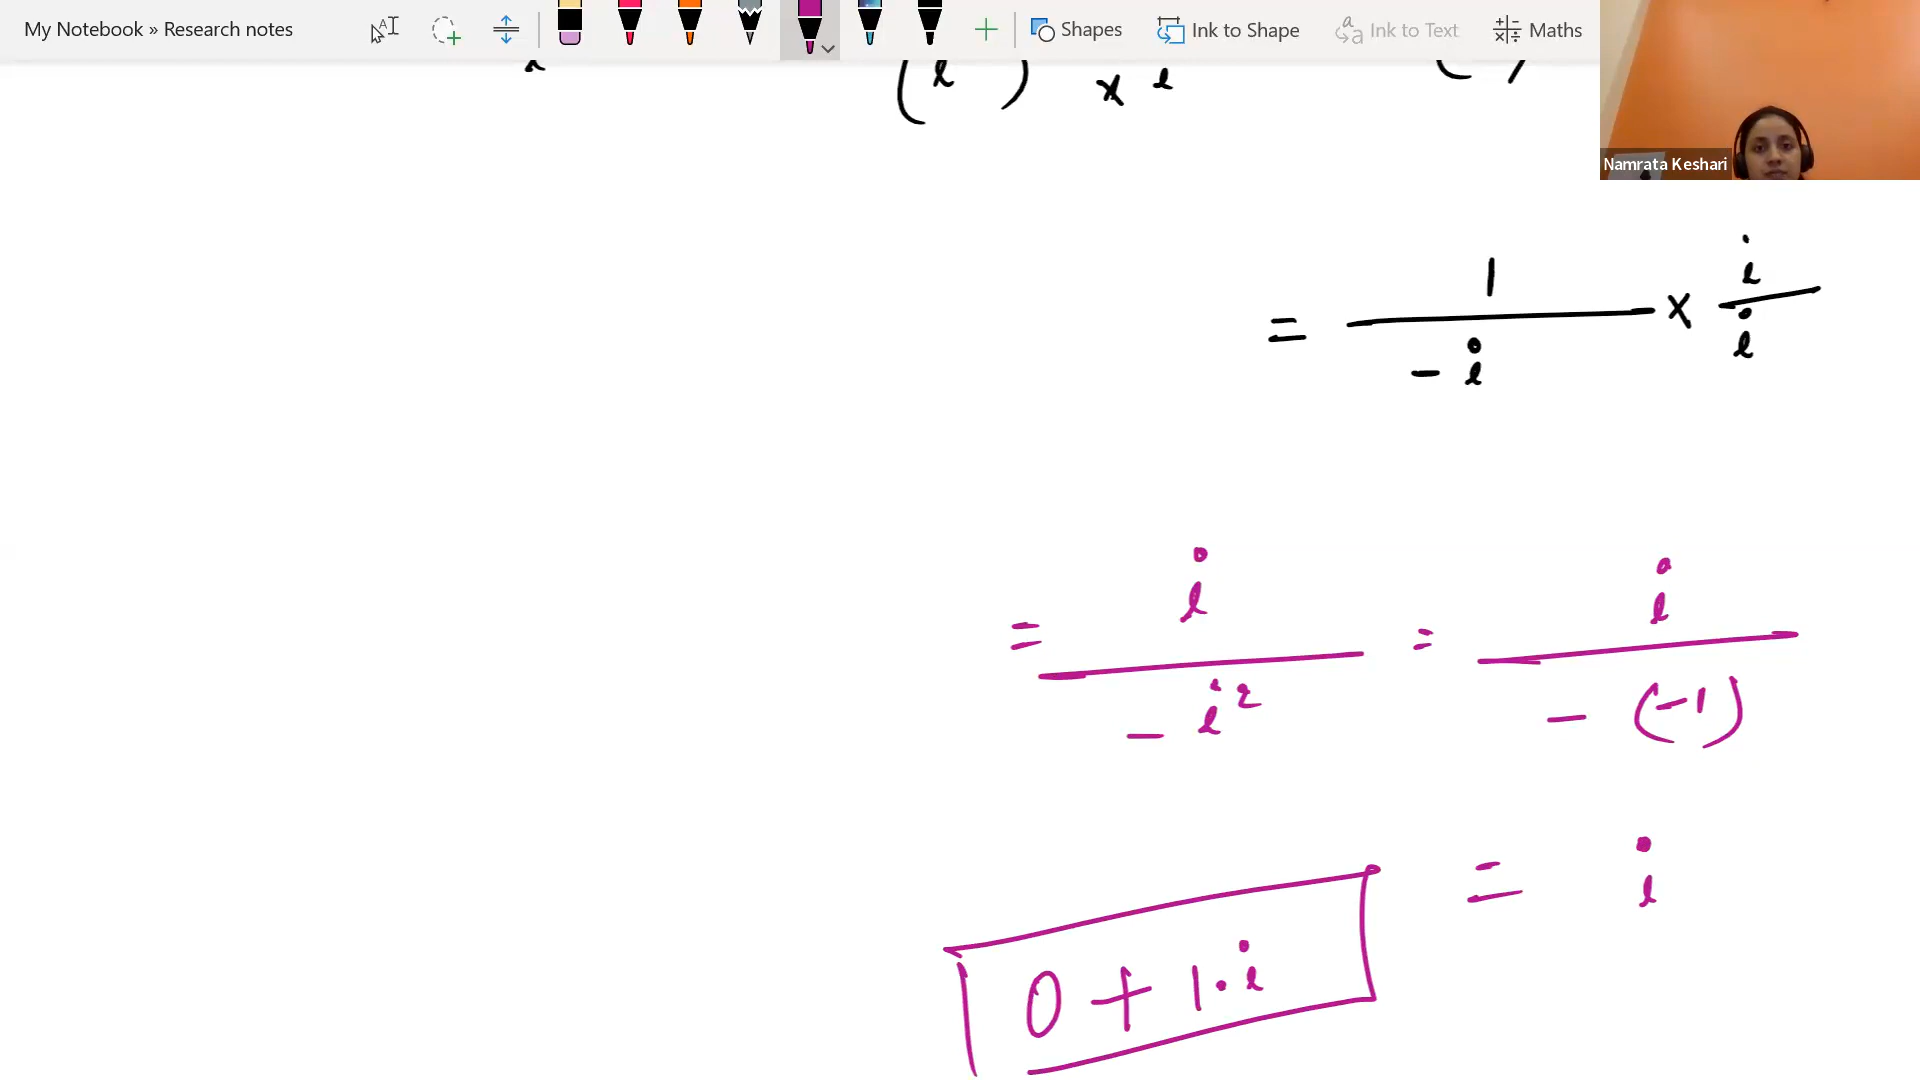 My Notebook » Research notes
Shapes Ink to Shape Ink to Text Maths
(i ) × i
Namrata Keshari
= 1 / -i × i / i
= i / -i² = i / -(-1)
= i
0 + 1·i